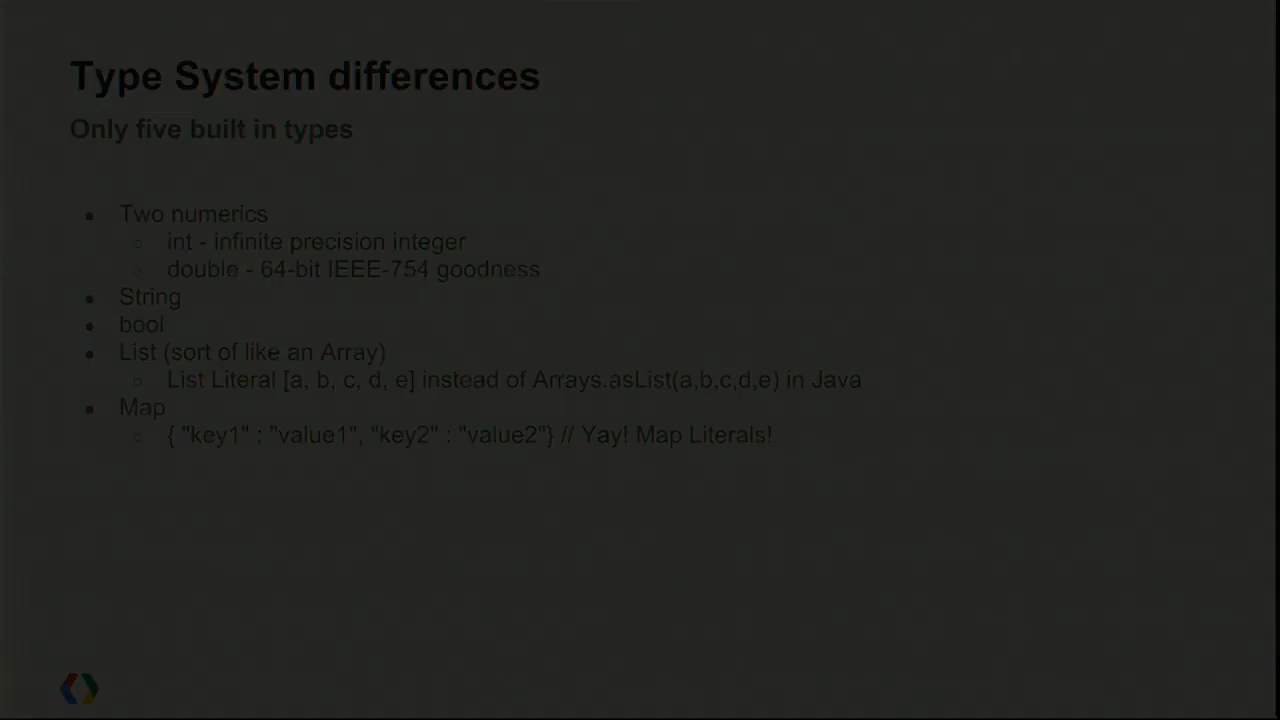 Type System differences
Only five built in types
● Two numerics
○ int - infinite precision integer
○ double - 64-bit IEEE-754 goodness
● String
● bool
● List (sort of like an Array)
○ List Literal [a, b, c, d, e] instead of Arrays.asList(a,b,c,d,e) in Java
● Map
○ { "key1" : "value1", "key2" : "value2"} // Yay! Map Literals!